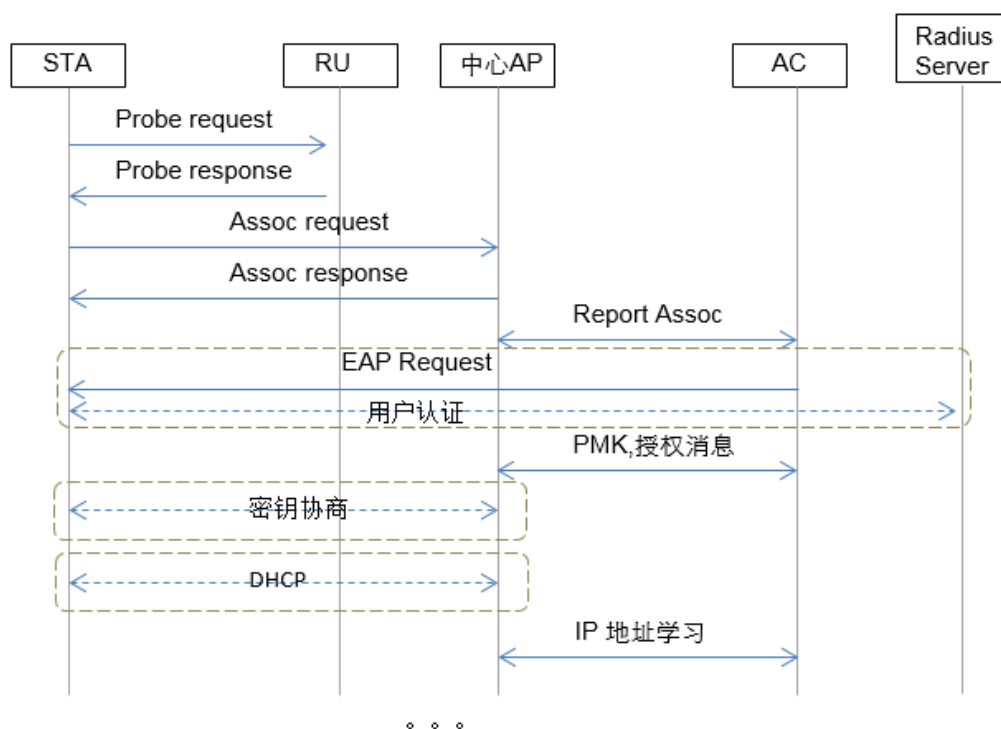 STA
RU
中心AP
AC
Radius
Server
Probe request
Probe response
Assoc request
Assoc response
Report Assoc
EAP Request
用户认证
PMK,授权消息
密钥协商
DHCP
IP 地址学习
。。。